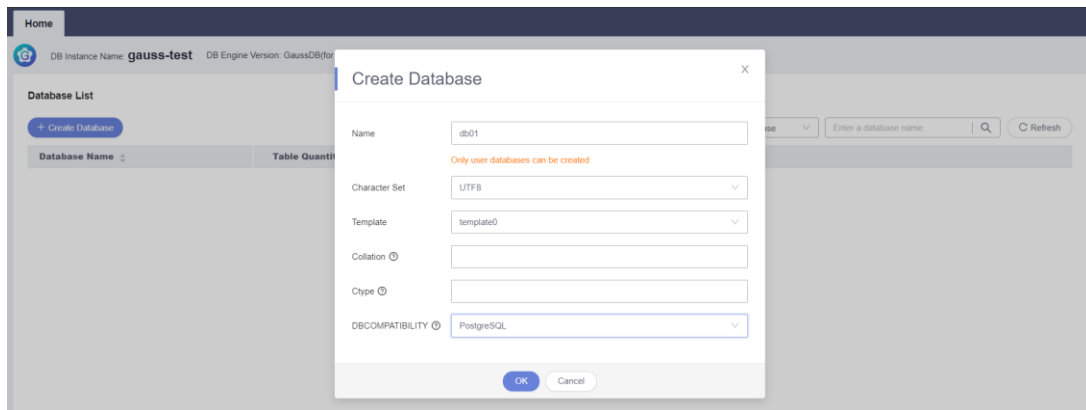 Home
DB Instance Name: gauss-test DB Engine Version: GaussDB(for
Create Database
X
Database List
+ Create Database
Enter a database name.
Refresh
Name
db01
Database Name
Table
Only user databases can be created
Character Set
UTF8
Template
template0
Collation
Ctype
DBCOMPATIBILITY
PostgreSQL
OK
Cancel